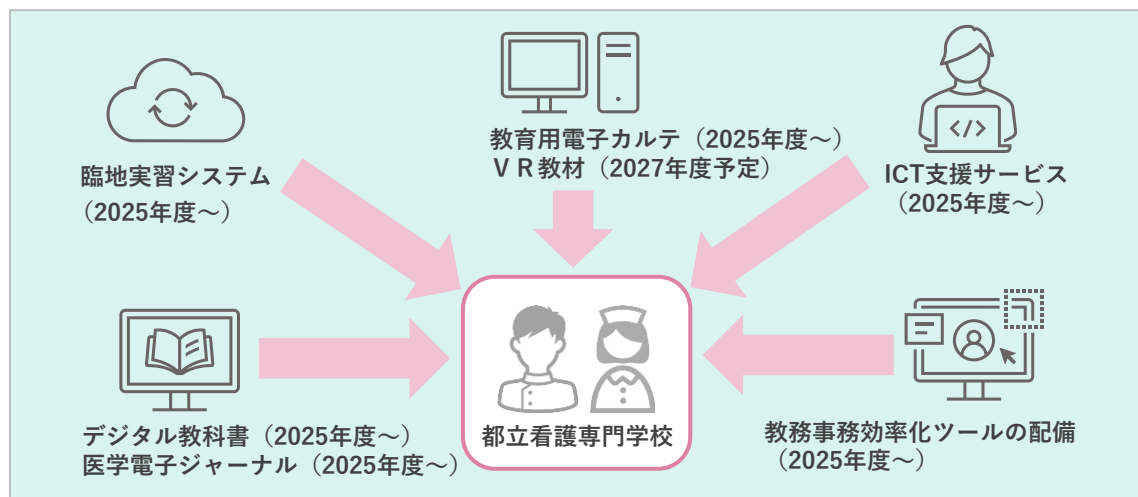 臨地実習システム
（2025年度～）
教育用電子カルテ（2025年度～）
ＶＲ教材（2027年度予定）
</>
ICT支援サービス
（2025年度～）
デジタル教科書（2025年度～）
医学電子ジャーナル（2025年度～）
都立看護専門学校
教務事務効率化ツールの配備
（2025年度～）